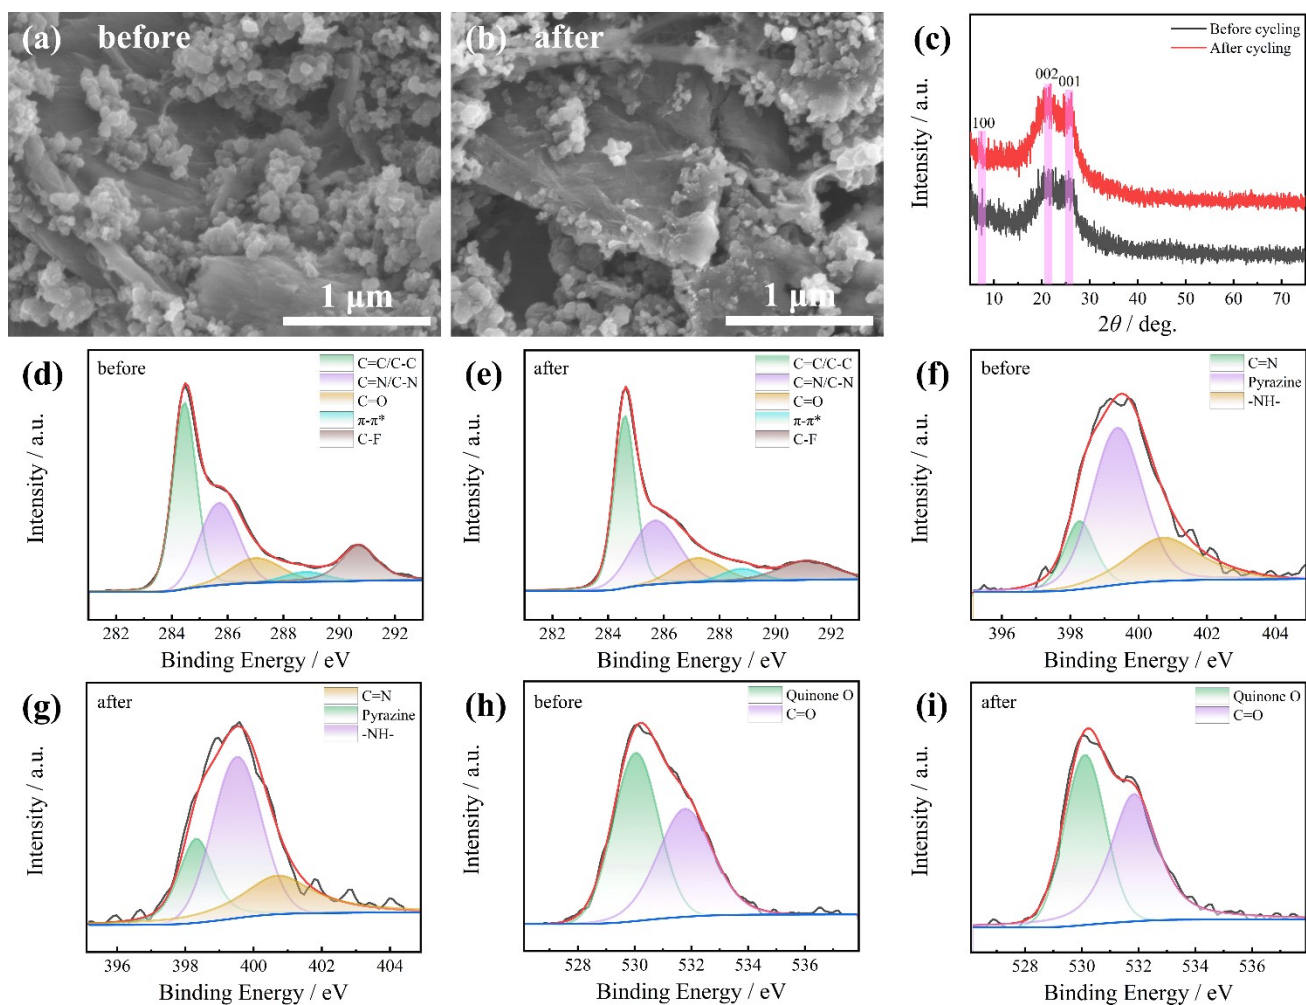 (a) before
1 μm
(b) after
1 μm
(c)
Before cycling
After cycling
002
001
100
Intensity / a.u.
10 20 30 40 50 60 70
2θ / deg.
(d) before
C=C/C-C
C=N/C-N
C=O
π-π*
C-F
Intensity / a.u.
282 284 286 288 290 292
Binding Energy / eV
(e) after
C=C/C-C
C=N/C-N
C=O
π-π*
C-F
Intensity / a.u.
282 284 286 288 290 292
Binding Energy / eV
(f) before
C=N
Pyrazine
-NH-
Intensity / a.u.
396 398 400 402 404
Binding Energy / eV
(g) after
C=N
Pyrazine
-NH-
Intensity / a.u.
396 398 400 402 404
Binding Energy / eV
(h) before
Quinone O
C=O
Intensity / a.u.
528 530 532 534 536
Binding Energy / eV
(i) after
Quinone O
C=O
Intensity / a.u.
528 530 532 534 536
Binding Energy / eV